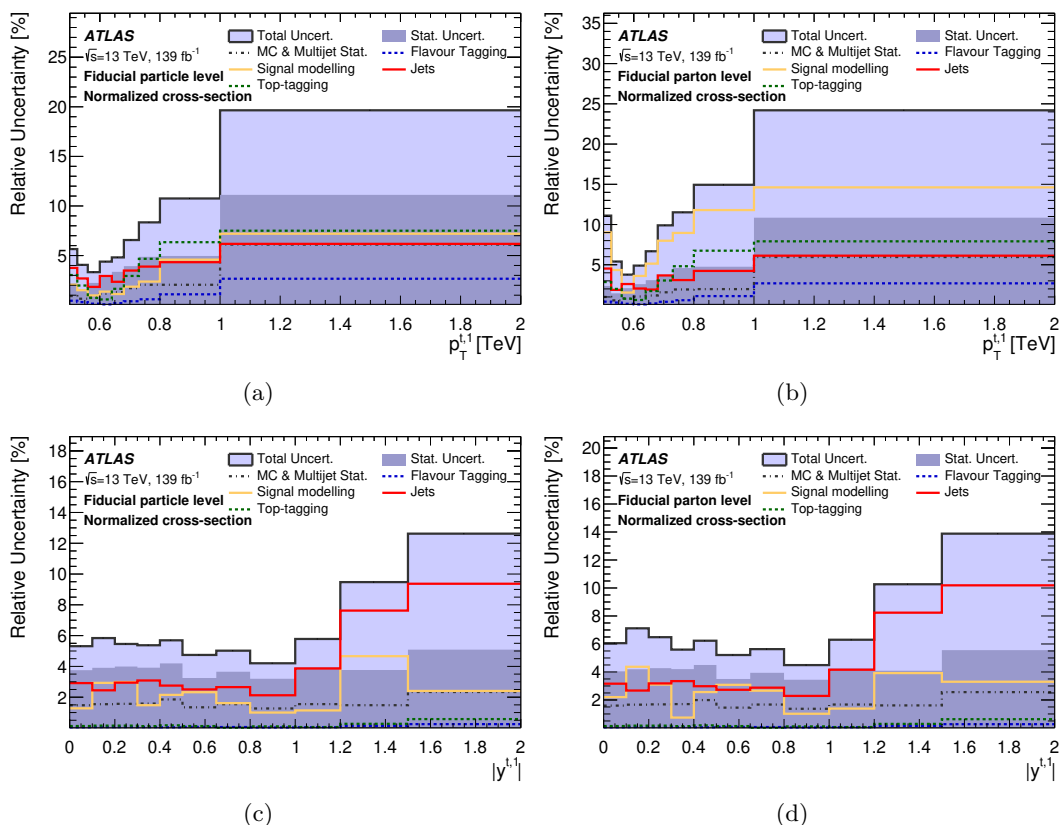 Relative Uncertainty [%]
ATLAS
√s=13 TeV, 139 fb⁻¹
Fiducial particle level
Normalized cross-section
Total Uncert.
Stat. Uncert.
MC & Multijet Stat.
Flavour Tagging
Signal modelling
Jets
Top-tagging
25
20
15
10
5
0.6 0.8 1 1.2 1.4 1.6 1.8 2
p_T^{t,1} [TeV]
(a)
Relative Uncertainty [%]
ATLAS
√s=13 TeV, 139 fb⁻¹
Fiducial parton level
Normalized cross-section
Total Uncert.
Stat. Uncert.
MC & Multijet Stat.
Flavour Tagging
Signal modelling
Jets
Top-tagging
35
30
25
20
15
10
5
0.6 0.8 1 1.2 1.4 1.6 1.8 2
p_T^{t,1} [TeV]
(b)
Relative Uncertainty [%]
ATLAS
√s=13 TeV, 139 fb⁻¹
Fiducial particle level
Normalized cross-section
Total Uncert.
Stat. Uncert.
MC & Multijet Stat.
Flavour Tagging
Signal modelling
Jets
Top-tagging
18
16
14
12
10
8
6
4
2
0 0.2 0.4 0.6 0.8 1 1.2 1.4 1.6 1.8 2
|y^{t,1}|
(c)
Relative Uncertainty [%]
ATLAS
√s=13 TeV, 139 fb⁻¹
Fiducial parton level
Normalized cross-section
Total Uncert.
Stat. Uncert.
MC & Multijet Stat.
Flavour Tagging
Signal modelling
Jets
Top-tagging
20
18
16
14
12
10
8
6
4
2
0 0.2 0.4 0.6 0.8 1 1.2 1.4 1.6 1.8 2
|y^{t,1}|
(d)